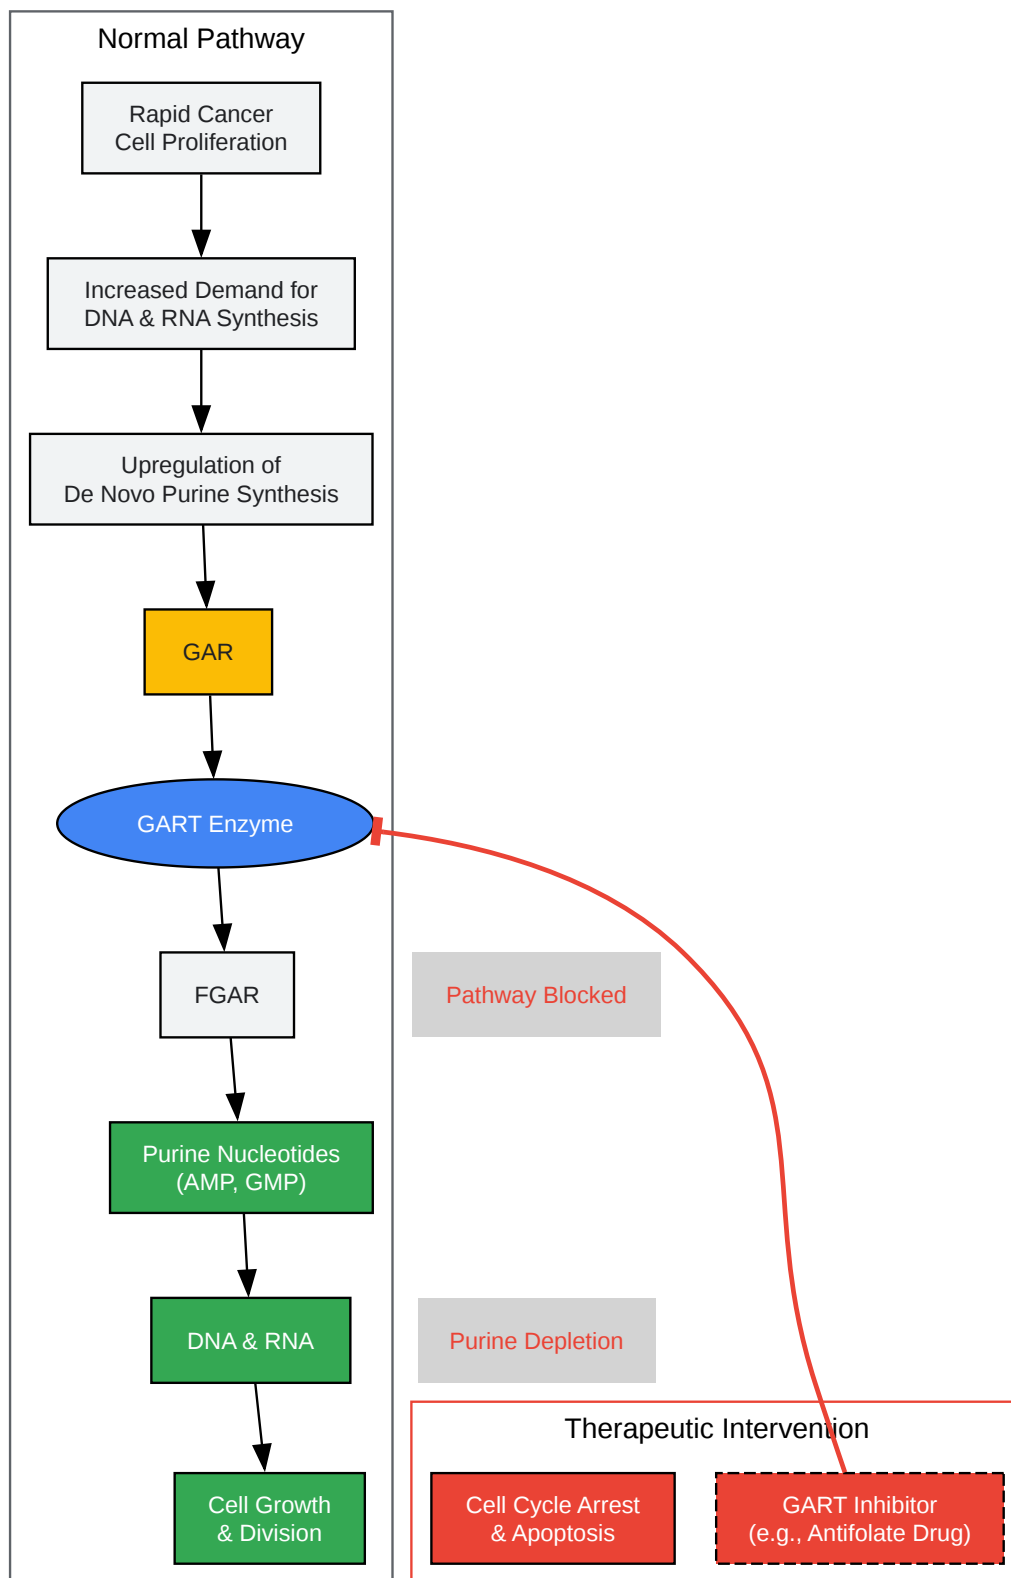 Normal Pathway
Rapid Cancer
Cell Proliferation
Increased Demand for
DNA & RNA Synthesis
Upregulation of
De Novo Purine Synthesis
GAR
GART Enzyme
FGAR
Pathway Blocked
Purine Nucleotides
(AMP, GMP)
DNA & RNA
Purine Depletion
Therapeutic Intervention
Cell Growth
& Division
Cell Cycle Arrest
& Apoptosis
GART Inhibitor
(e.g., Antifolate Drug)